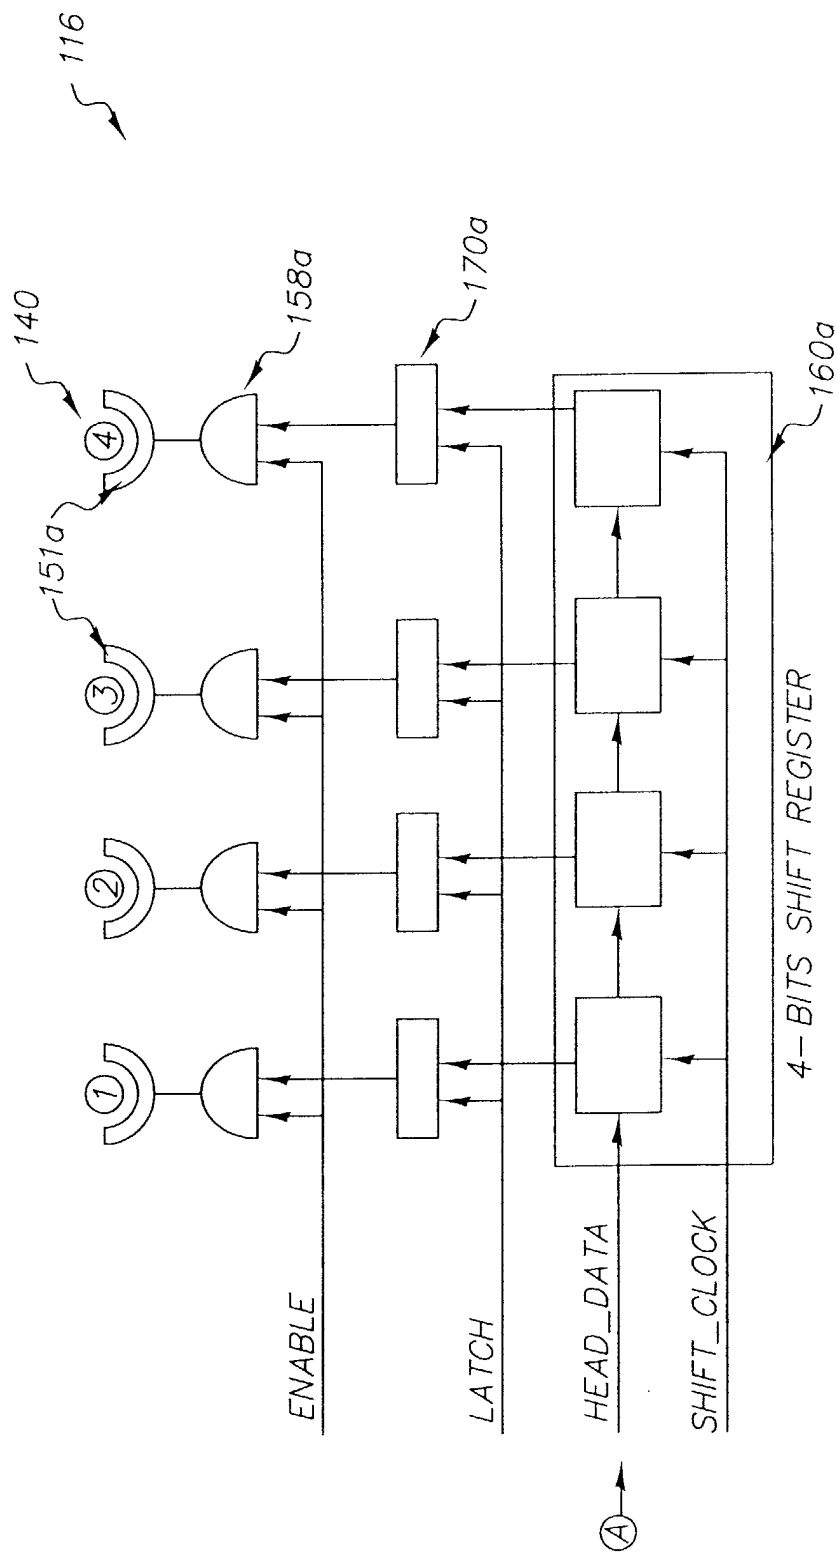 116
140
151a
1
2
3
4
158a
170a
ENABLE
LATCH
HEAD_DATA
A
SHIFT_CLOCK
160a
4-BITS SHIFT REGISTER